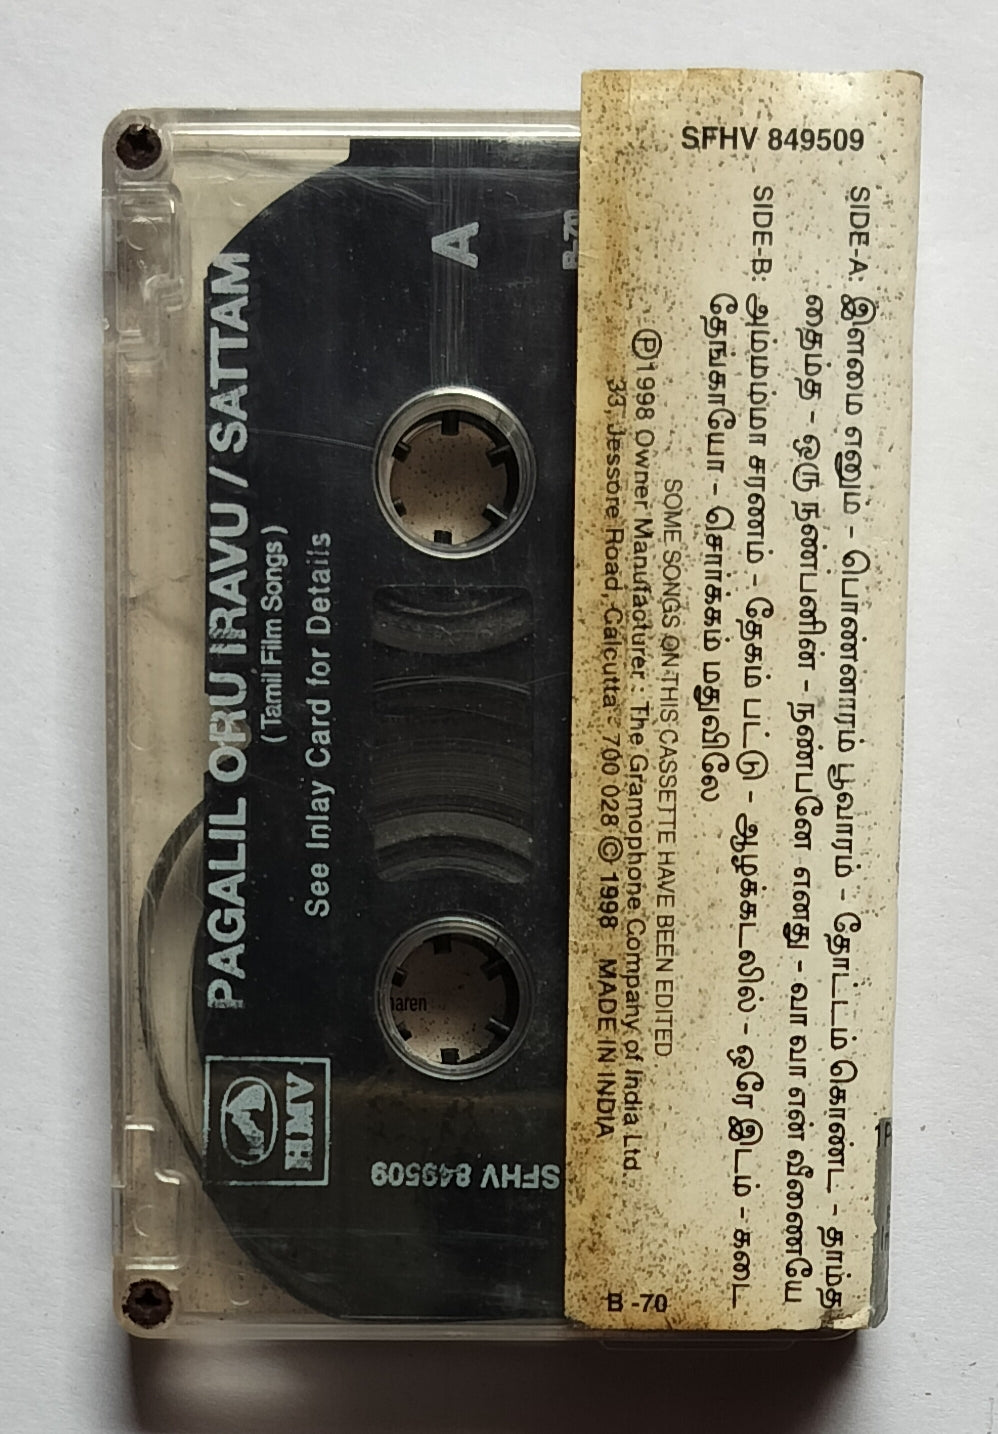 SFHV 849509
SIDE-A: இளமை எனும் - பொண்ணாரம் பூவாரம் - தோட்டம் கொண்ட - தாம்த
தைம்த - ஒரு நண்பனின் - நண்பனே எனது - வா வா என் வீணையே
SIDE-B: அம்மம்மா சரணம் - தேகம் பட்டு - ஆழக்கடலில் - ஒரே இடம் - கடை
தேங்காயோ - சொர்க்கம் மதுவிலே
SOME SONGS ON THIS CASSETTE HAVE BEEN EDITED
Ⓟ1998 Owner Manufacturer : The Gramophone Company of India Ltd.
33, Jessore Road, Calcutta - 700 028 © 1998 MADE IN INDIA
B -70
A
PAGALIL ORU IRAVU / SATTAM
(Tamil Film Songs)
See Inlay Card for Details
HMV
SFHV 849509